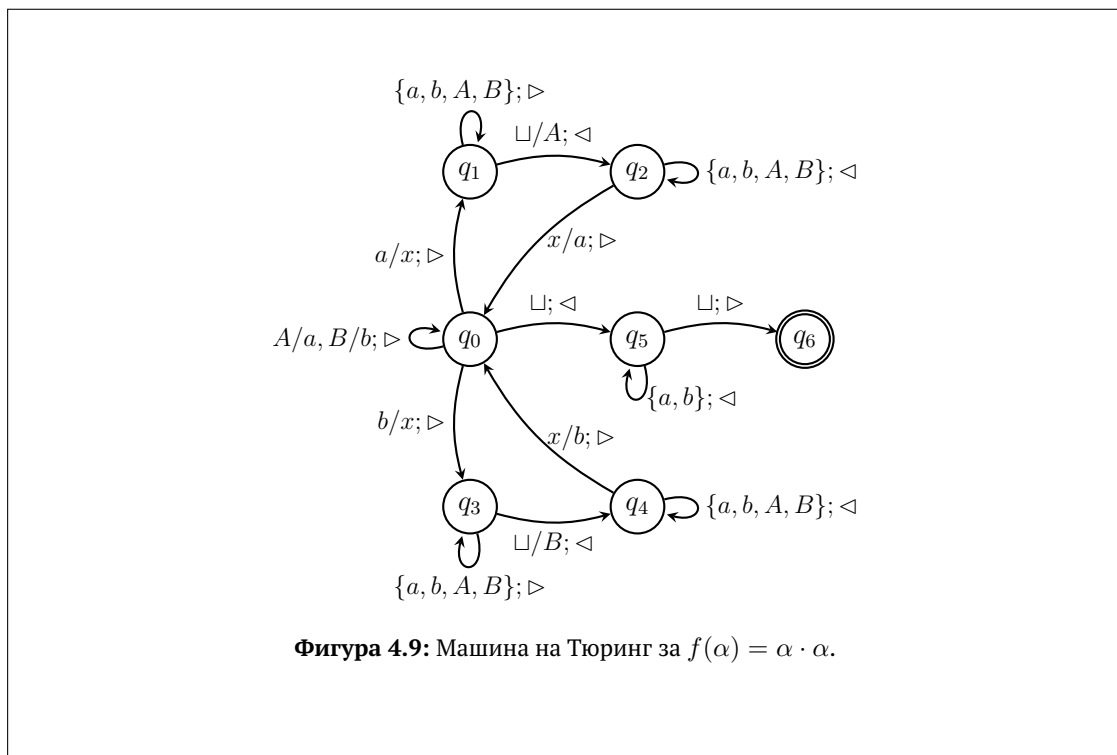 {a, b, A, B}; ▷
⊔/A; ◁
q₁
q₂
{a, b, A, B}; ◁
a/x; ▷
x/a; ▷
⊔; ◁
⊔; ▷
A/a, B/b; ▷
q₀
q₅
q₆
{a, b}; ◁
b/x; ▷
x/b; ▷
q₃
q₄
{a, b, A, B}; ◁
⊔/B; ◁
{a, b, A, B}; ▷
Фигура 4.9: Машина на Тюринг за f(α) = α · α.